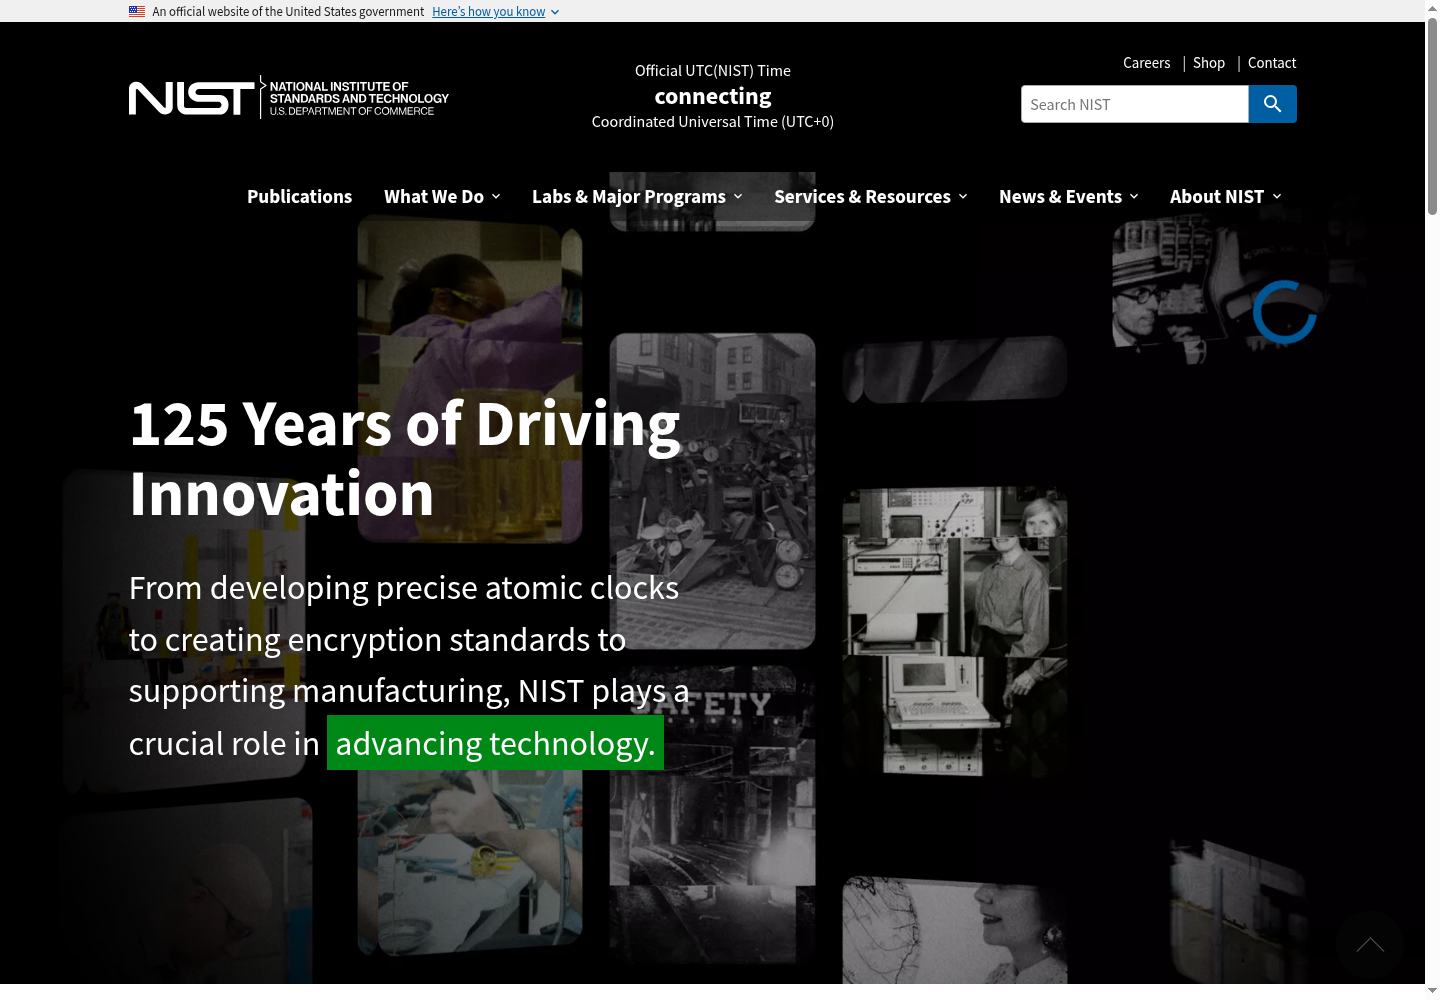 An official website of the United States government Here's how you know
NIST
NATIONAL INSTITUTE OF
STANDARDS AND TECHNOLOGY
U.S. DEPARTMENT OF COMMERCE
Official UTC(NIST) Time
connecting
Coordinated Universal Time (UTC+0)
Careers | Shop | Contact
Search NIST
Publications What We Do Labs & Major Programs Services & Resources News & Events About NIST
125 Years of Driving
Innovation
From developing precise atomic clocks
to creating encryption standards to
supporting manufacturing, NIST plays a
SAFETY
crucial role in advancing technology.